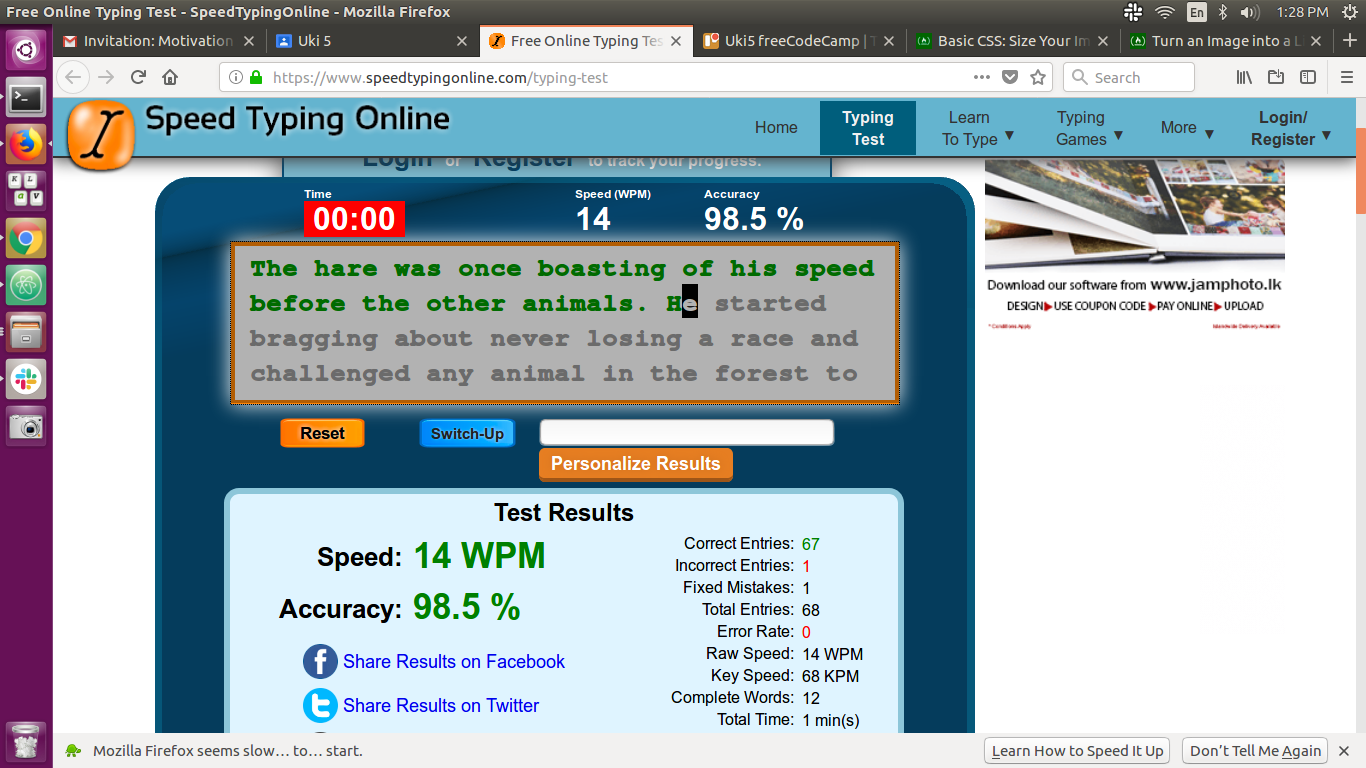 Free Online Typing Test - SpeedTypingOnline - Mozilla Firefox
En
1:28 PM
Invitation: Motivation
Uki 5
Free Online Typing Tes
Uki5 freeCodeCamp | T
Basic CSS: Size Your Im
Turn an Image into a L
https://www.speedtypingonline.com/typing-test
Search
Speed Typing Online
Home
Typing Test
Learn To Type ▼
Typing Games ▼
More ▼
Login/ Register ▼
Login or Register to track your progress.
Time
Speed (WPM)
Accuracy
00:00
14
98.5 %
The hare was once boasting of his speed
before the other animals. He started
bragging about never losing a race and
challenged any animal in the forest to
Reset
Switch-Up
Personalize Results
Download our software from www.jamphoto.lk
DESIGN▶USE COUPON CODE▶PAY ONLINE▶UPLOAD
* Conditions Apply
Islandwide Delivery Available
Test Results
Speed: 14 WPM
Accuracy: 98.5 %
Share Results on Facebook
Share Results on Twitter
Correct Entries: 67
Incorrect Entries: 1
Fixed Mistakes: 1
Total Entries: 68
Error Rate: 0
Raw Speed: 14 WPM
Key Speed: 68 KPM
Complete Words: 12
Total Time: 1 min(s)
Mozilla Firefox seems slow… to… start.
Learn How to Speed It Up
Don't Tell Me Again